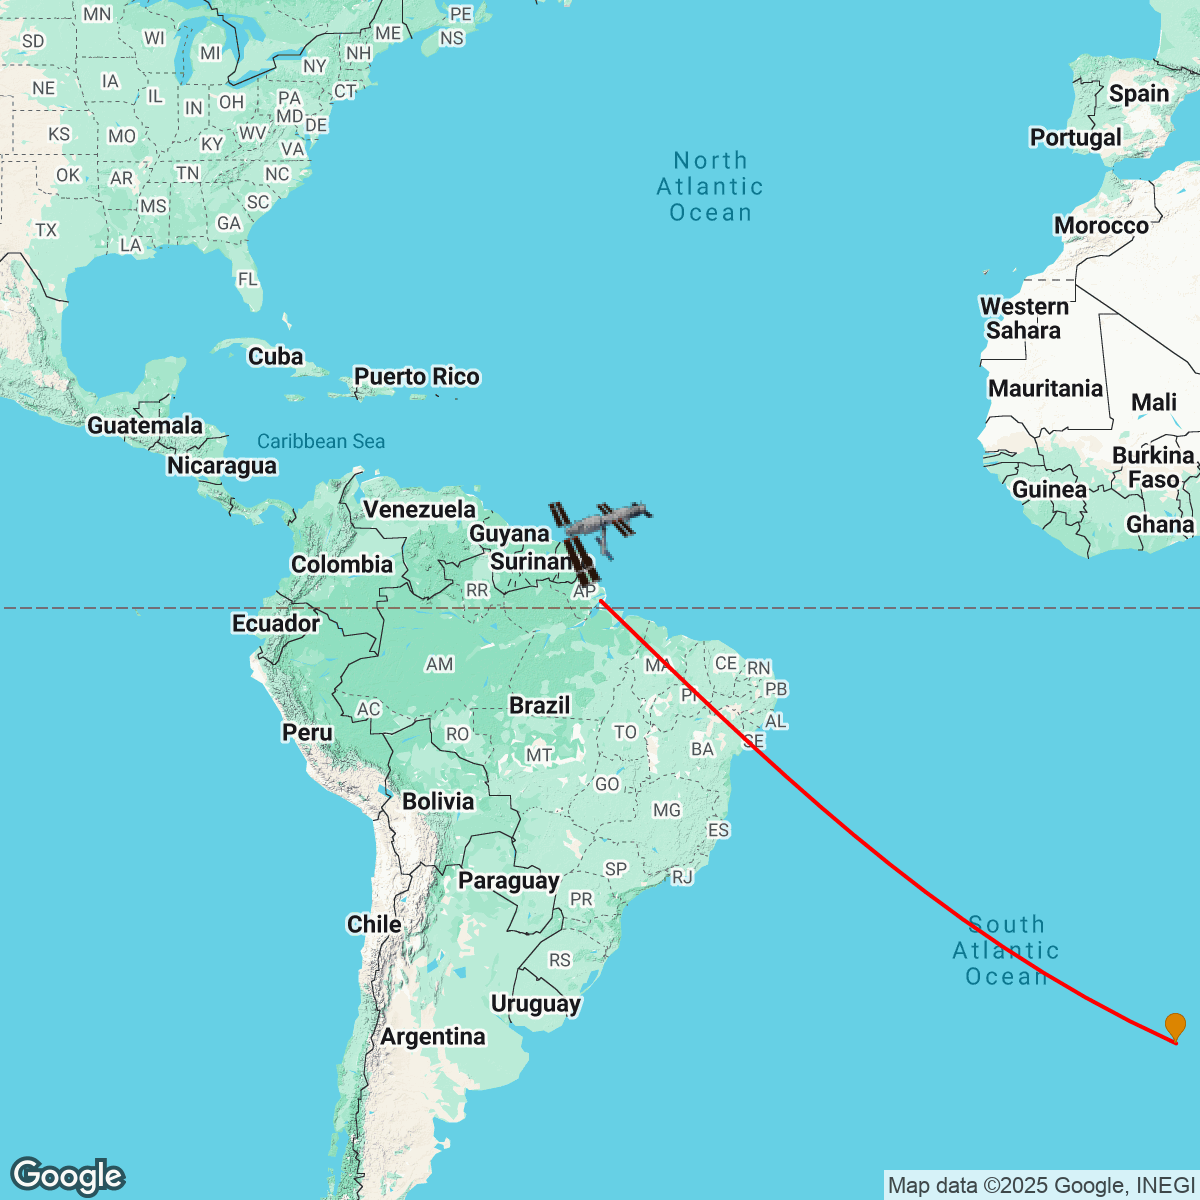 MN
PE
ME
NS
SD
WI
MI
NH
NY
NE
IA
IL
IN
OH
PA
CT
MD
DE
KS
MO
KY
WV
VA
OK
AR
TN
NC
MS
SC
TX
GA
LA
FL
North
Atlantic
Ocean
Spain
Portugal
Morocco
Western
Sahara
Mauritania
Mali
Burkina
Faso
Guinea
Ghana
Cuba
Puerto Rico
Guatemala
Caribbean Sea
Nicaragua
Venezuela
Guyana
Colombia
Suriname
RR
AP
Ecuador
AM
MA
CE
RN
PI
PB
AC
Brazil
AL
Peru
RO
TO
SE
MT
BA
GO
Bolivia
MG
ES
SP
RJ
Paraguay
PR
Chile
RS
South
Atlantic
Ocean
Uruguay
Argentina
Google
Map data ©2025 Google, INEGI